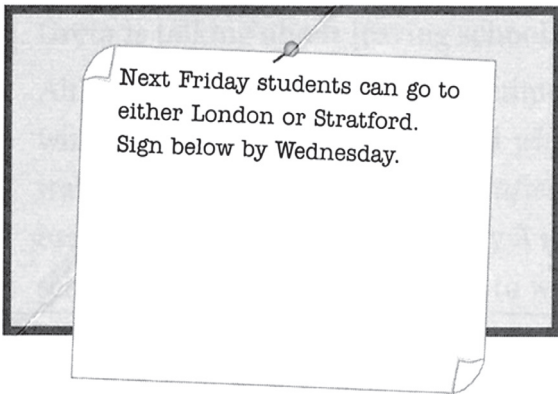 Next Friday students can go to
either London or Stratford.
Sign below by Wednesday.